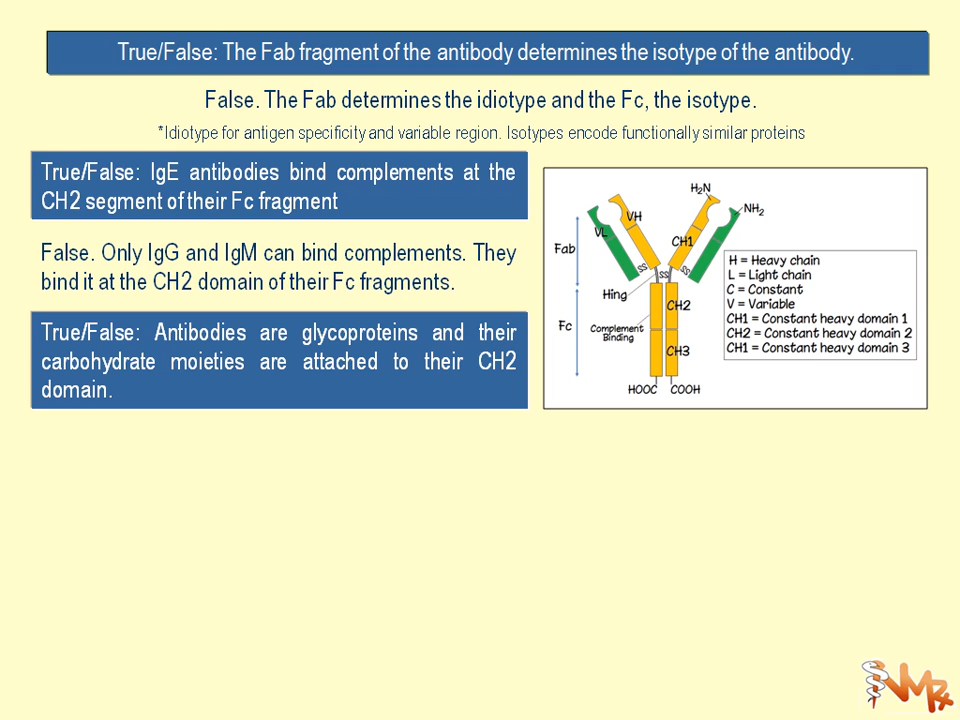 True/False: The Fab fragment of the antibody determines the isotype of the antibody.
False. The Fab determines the idiotype and the Fc, the isotype.
*Idiotype for antigen specificity and variable region. Isotypes encode functionally similar proteins
True/False: IgE antibodies bind complements at the
CH2 segment of their Fc fragment
False. Only IgG and IgM can bind complements. They
bind it at the CH2 domain of their Fc fragments.
True/False: Antibodies are glycoproteins and their
carbohydrate moieties are attached to their CH2
domain.
H₂N
NH₂
VH
VL
CH1
Fab
SS
SS
SS
Hing
CH2
Fc
Complement
Binding
CH3
HOOC
COOH
H = Heavy chain
L = Light chain
C = Constant
V = Variable
CH1 = Constant heavy domain 1
CH2 = Constant heavy domain 2
CH1 = Constant heavy domain 3
VMRx